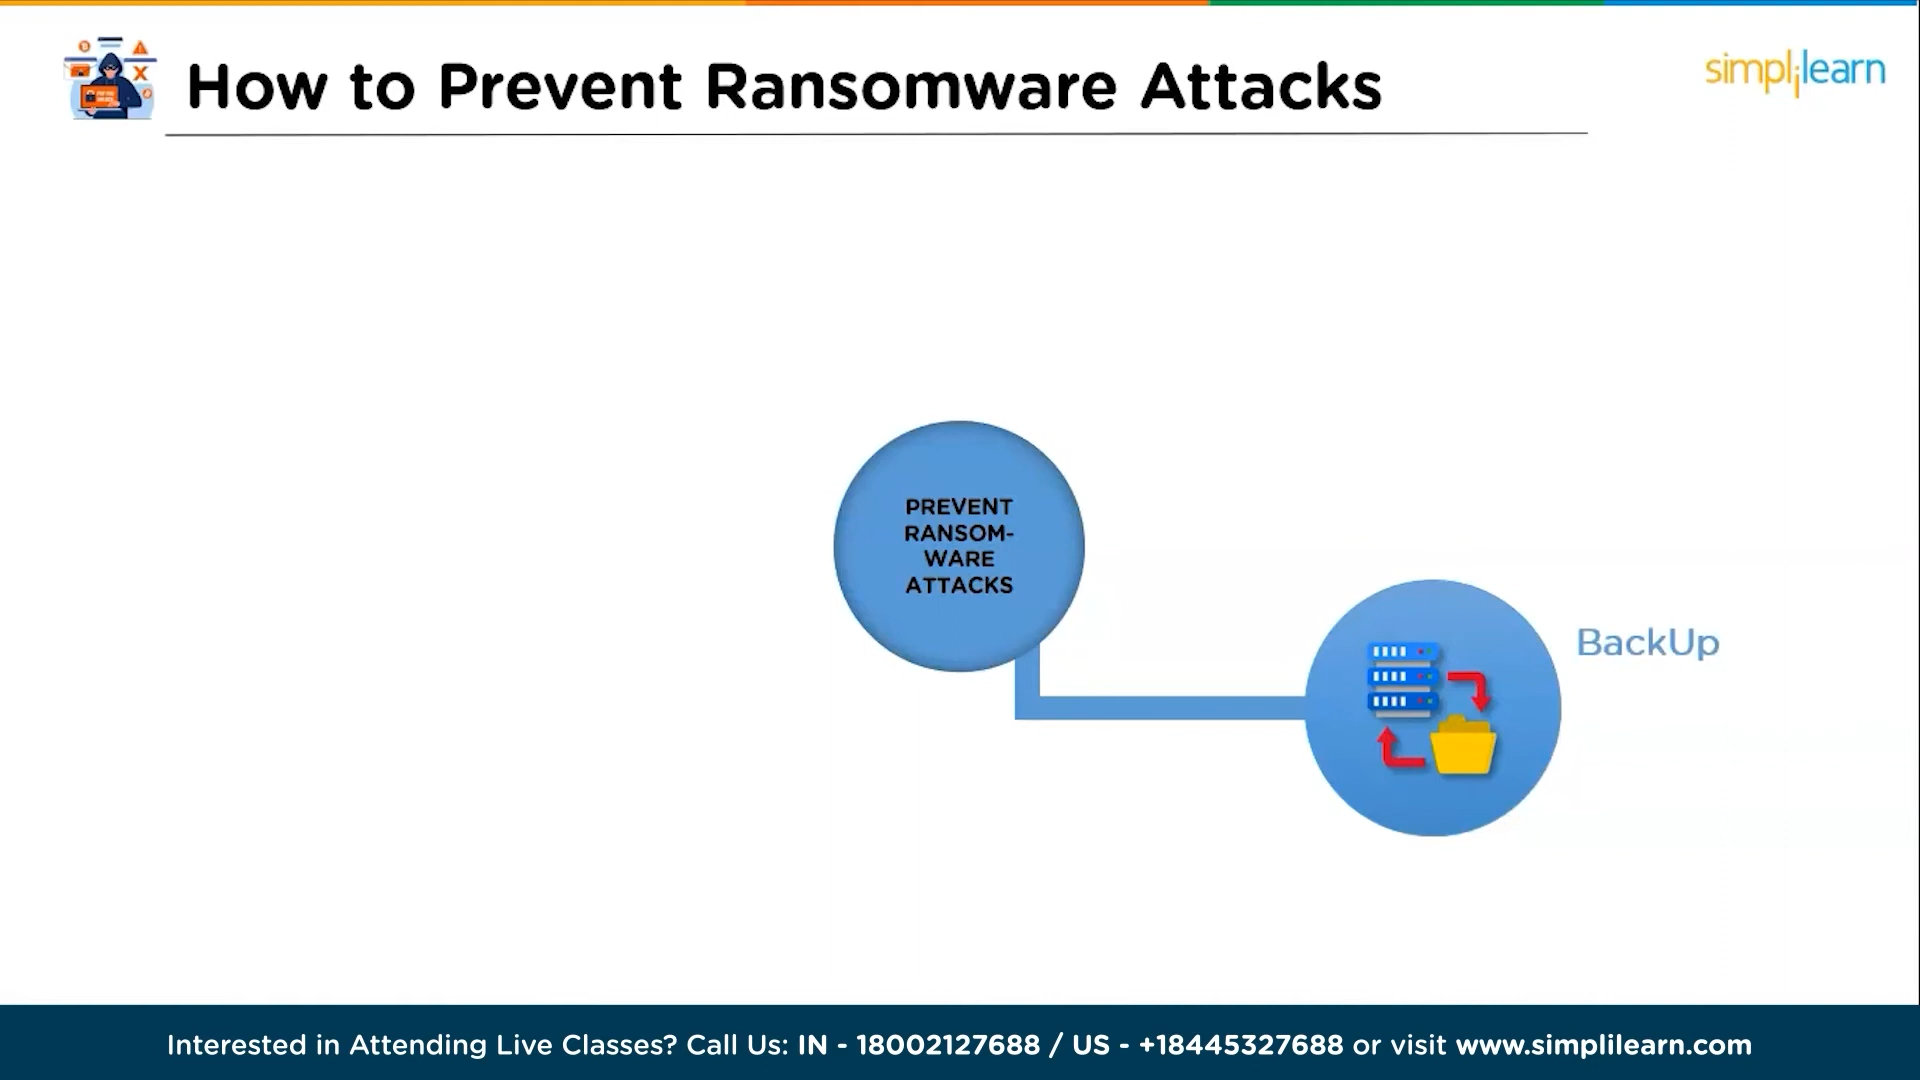 How to Prevent Ransomware Attacks
simplilearn
PREVENT
RANSOM-
WARE
ATTACKS
BackUp
Interested in Attending Live Classes? Call Us: IN - 18002127688 / US - +18445327688 or visit www.simplilearn.com